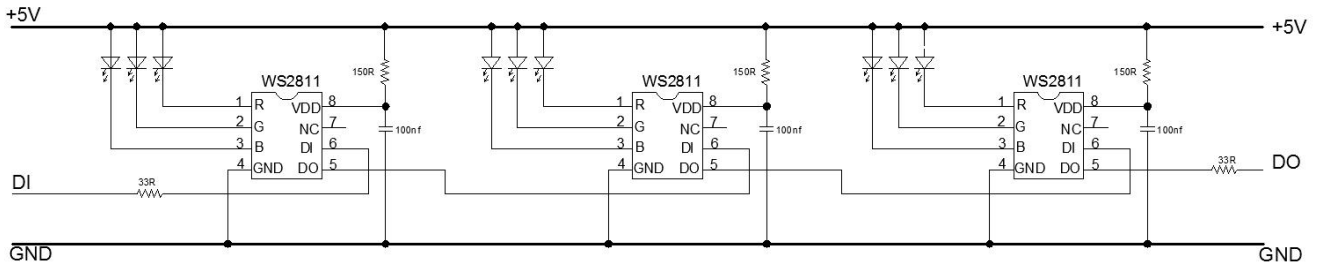 +5V +5V
150R 150R 150R
WS2811 WS2811 WS2811
1 R VDD 8 1 R VDD 8 1 R VDD 8
2 G NC 7 100nf 2 G NC 7 100nf 2 G NC 7 100nf
3 B DI 6 3 B DI 6 3 B DI 6
4 GND DO 5 4 GND DO 5 4 GND DO 5 33R DO
DI 33R
GND GND